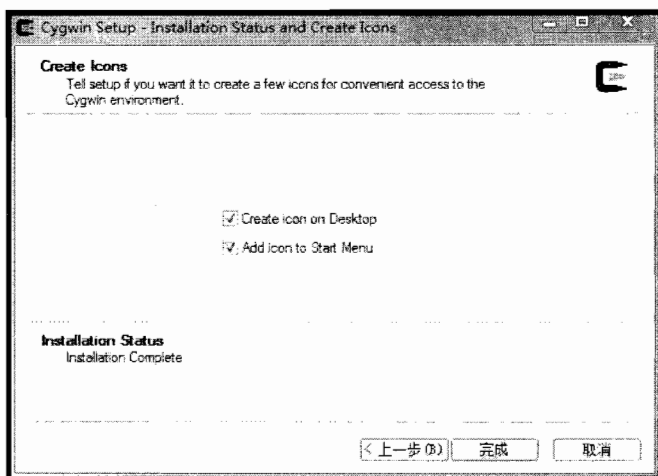 Cygwin Setup - Installation Status and Create Icons
Create Icons
Tell setup if you want it to create a few icons for convenient access to the
Cygwin environment.
Create icon on Desktop
Add icon to Start Menu
Installation Status
Installation Complete
< 上一步(B)
完成
取消